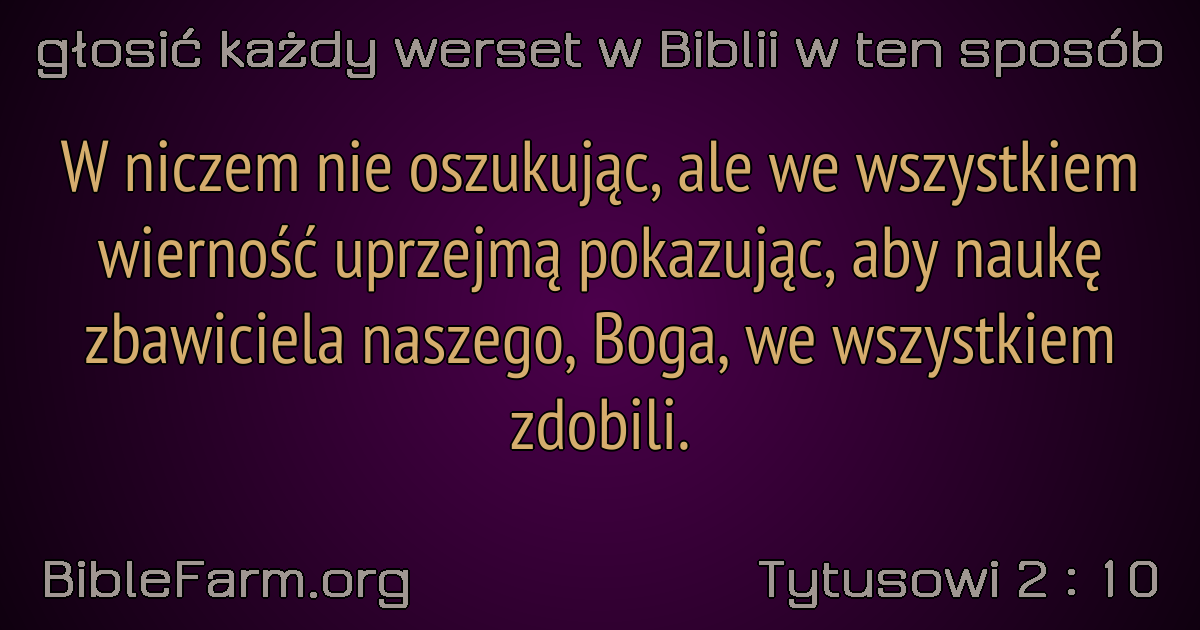 głosić każdy werset w Biblii w ten sposób
W niczem nie oszukując, ale we wszystkiem
wierność uprzejmą pokazując, aby naukę
zbawiciela naszego, Boga, we wszystkiem
zdobili.
BibleFarm.org
Tytusowi 2 : 10